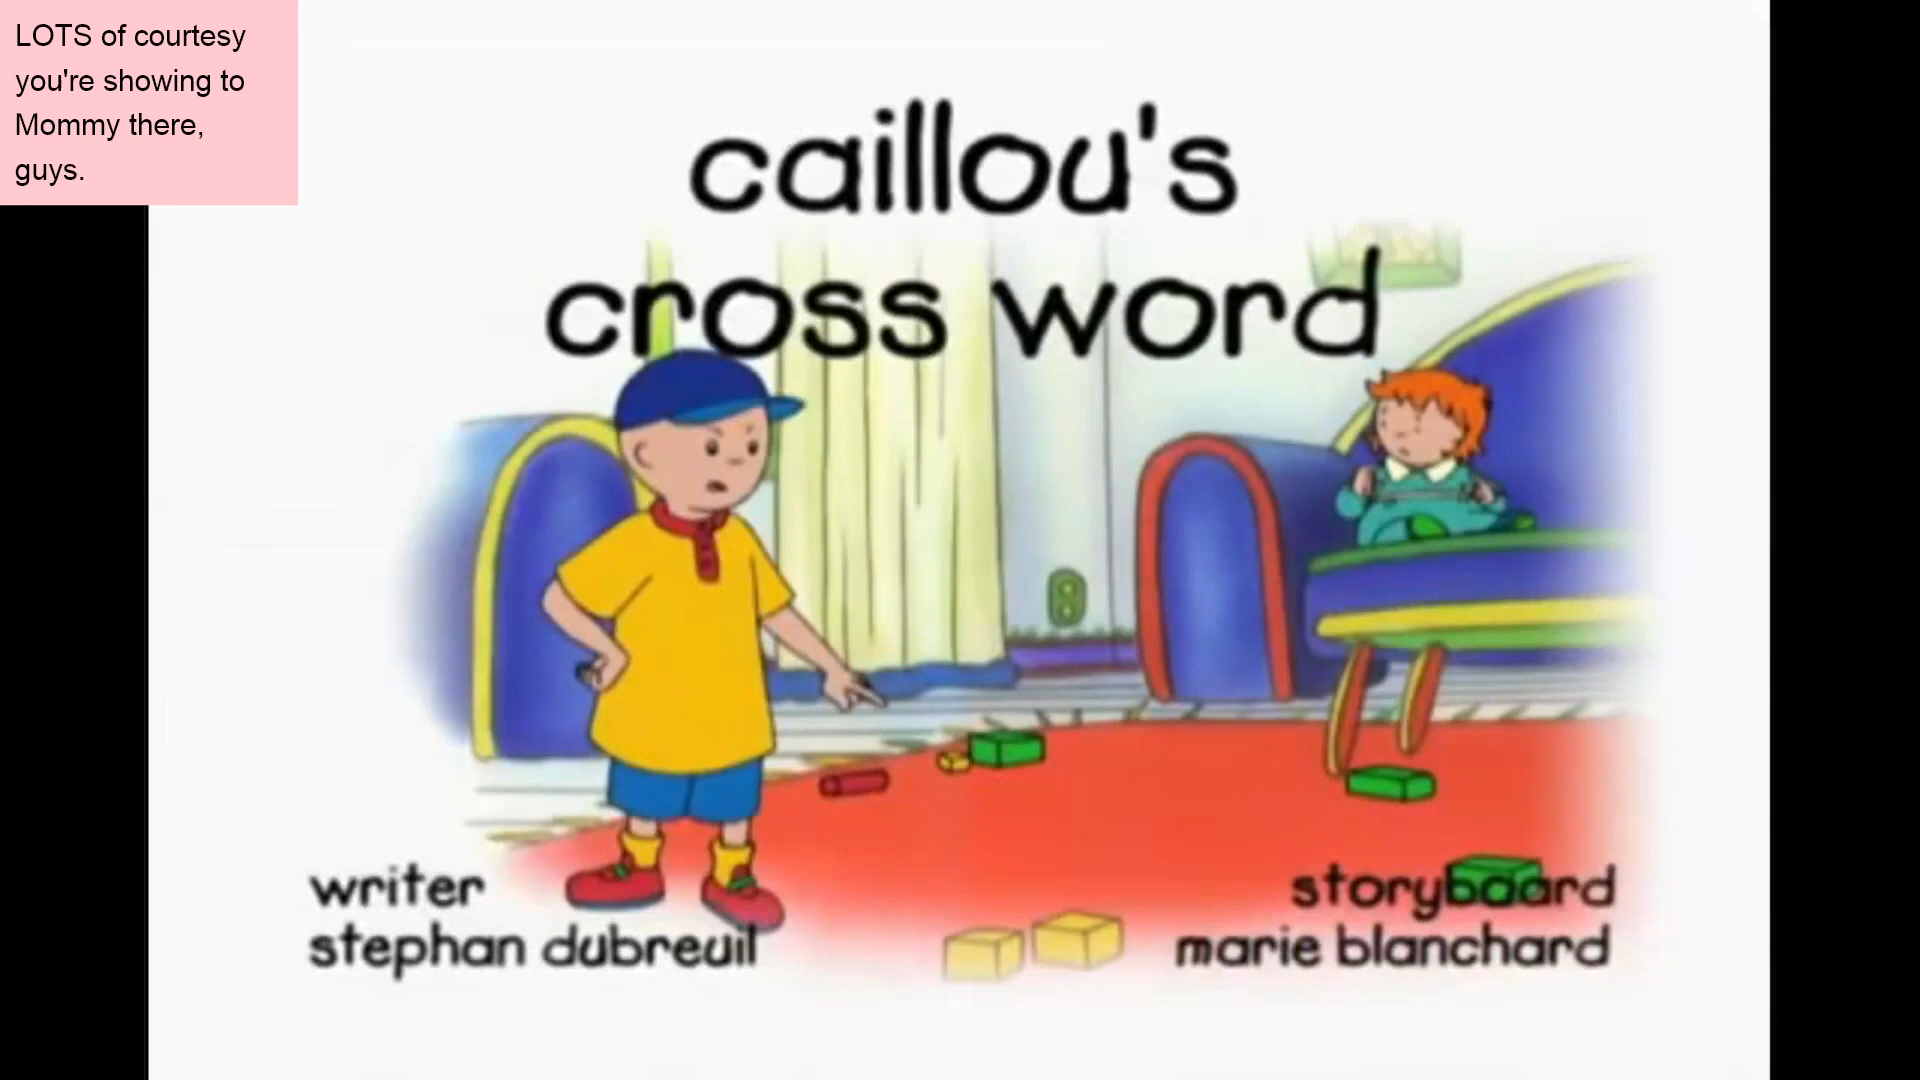 LOTS of courtesy
you're showing to
Mommy there,
guys.
caillou's
cross word
writer
stephan dubreuil
storyboard
marie blanchard